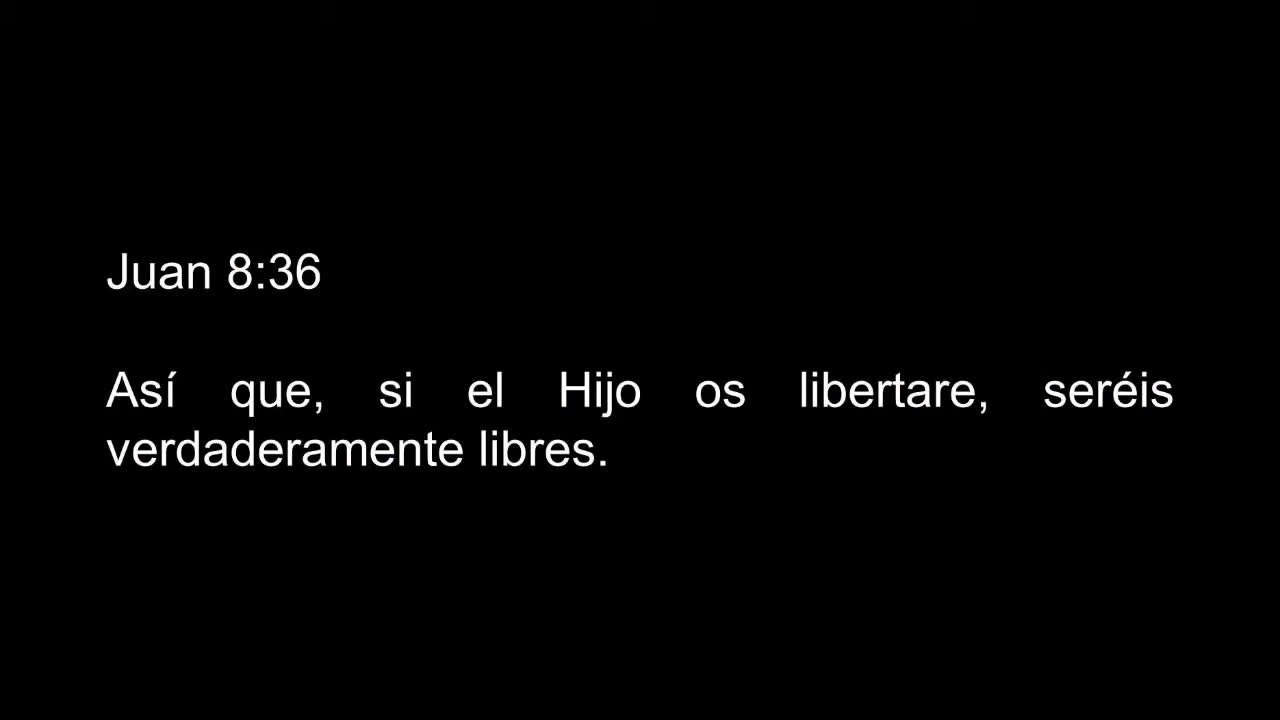 Juan 8:36
Así que, si el Hijo os libertare, seréis
verdaderamente libres.